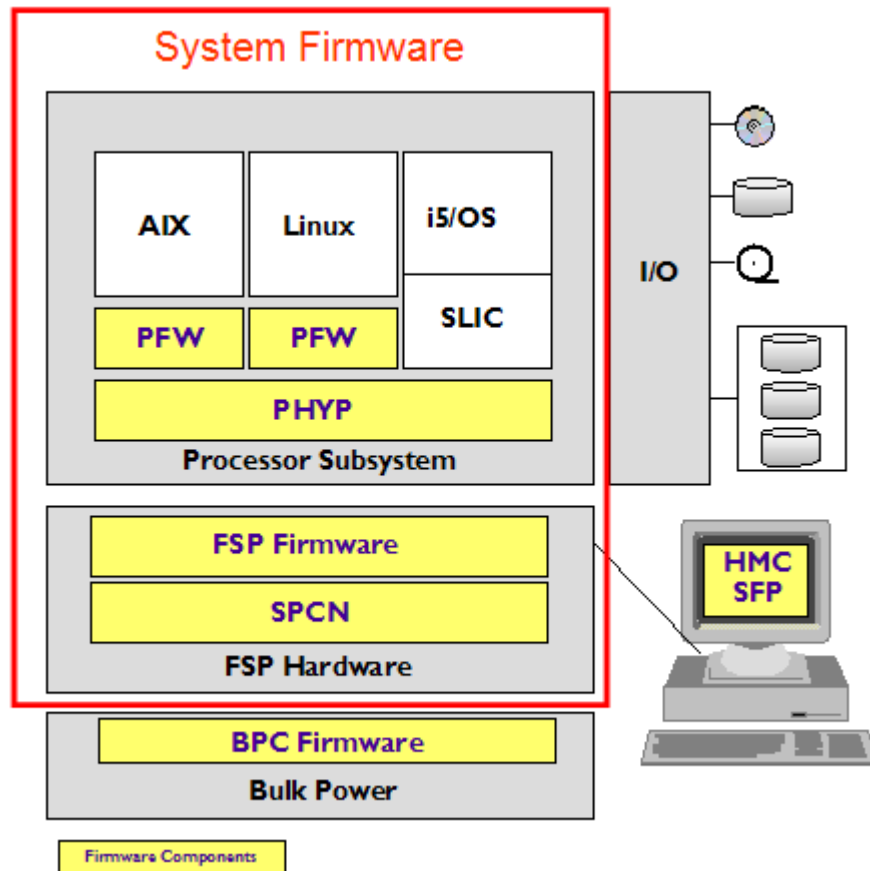 System Firmware
AIX
Linux
i5/OS
I/O
SLIC
PFW
PFW
PHYP
Processor Subsystem
FSP Firmware
SPCN
FSP Hardware
HMC
SFP
BPC Firmware
Bulk Power
Firmware Components